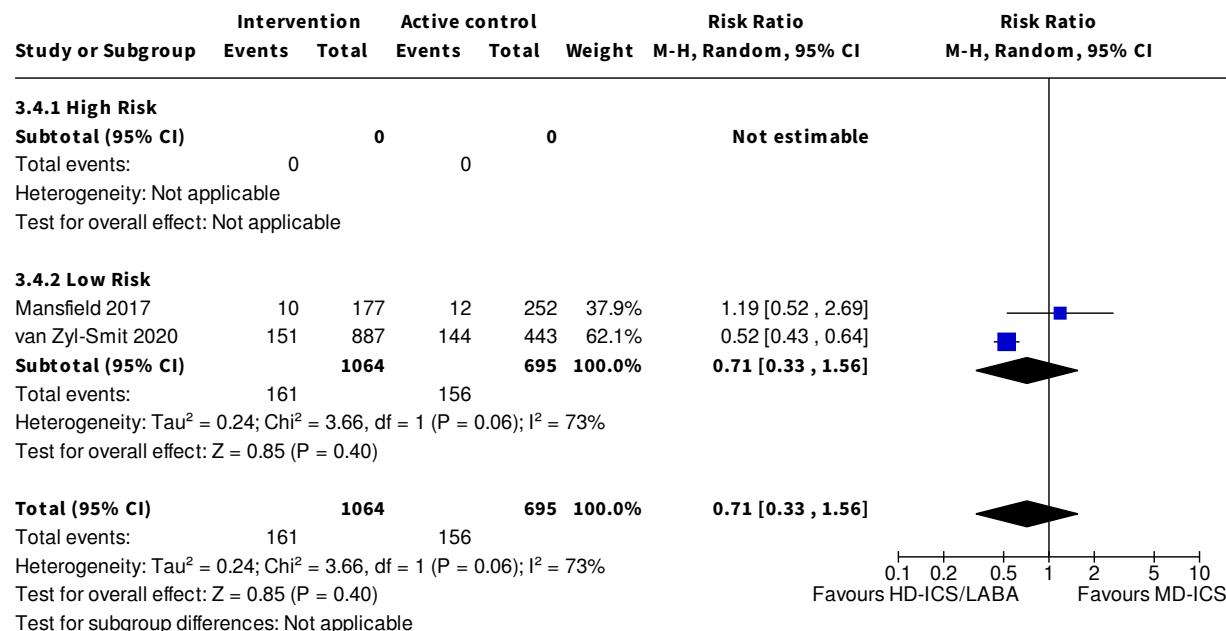 Intervention Active control Risk Ratio Risk Ratio
Study or Subgroup Events Total Events Total Weight M-H, Random, 95% CI M-H, Random, 95% CI
3.4.1 High Risk
Subtotal (95% CI) 0 0 Not estimable
Total events: 0 0
Heterogeneity: Not applicable
Test for overall effect: Not applicable
3.4.2 Low Risk
Mansfield 2017 10 177 12 252 37.9% 1.19 [0.52 , 2.69]
van Zyl-Smit 2020 151 887 144 443 62.1% 0.52 [0.43 , 0.64]
Subtotal (95% CI) 1064 695 100.0% 0.71 [0.33 , 1.56]
Total events: 161 156
Heterogeneity: Tau² = 0.24; Chi² = 3.66, df = 1 (P = 0.06); I² = 73%
Test for overall effect: Z = 0.85 (P = 0.40)
Total (95% CI) 1064 695 100.0% 0.71 [0.33 , 1.56]
Total events: 161 156
Heterogeneity: Tau² = 0.24; Chi² = 3.66, df = 1 (P = 0.06); I² = 73%
0.1 0.2 0.5 1 2 5 10
Test for overall effect: Z = 0.85 (P = 0.40) Favours HD-ICS/LABA Favours MD-ICS
Test for subgroup differences: Not applicable